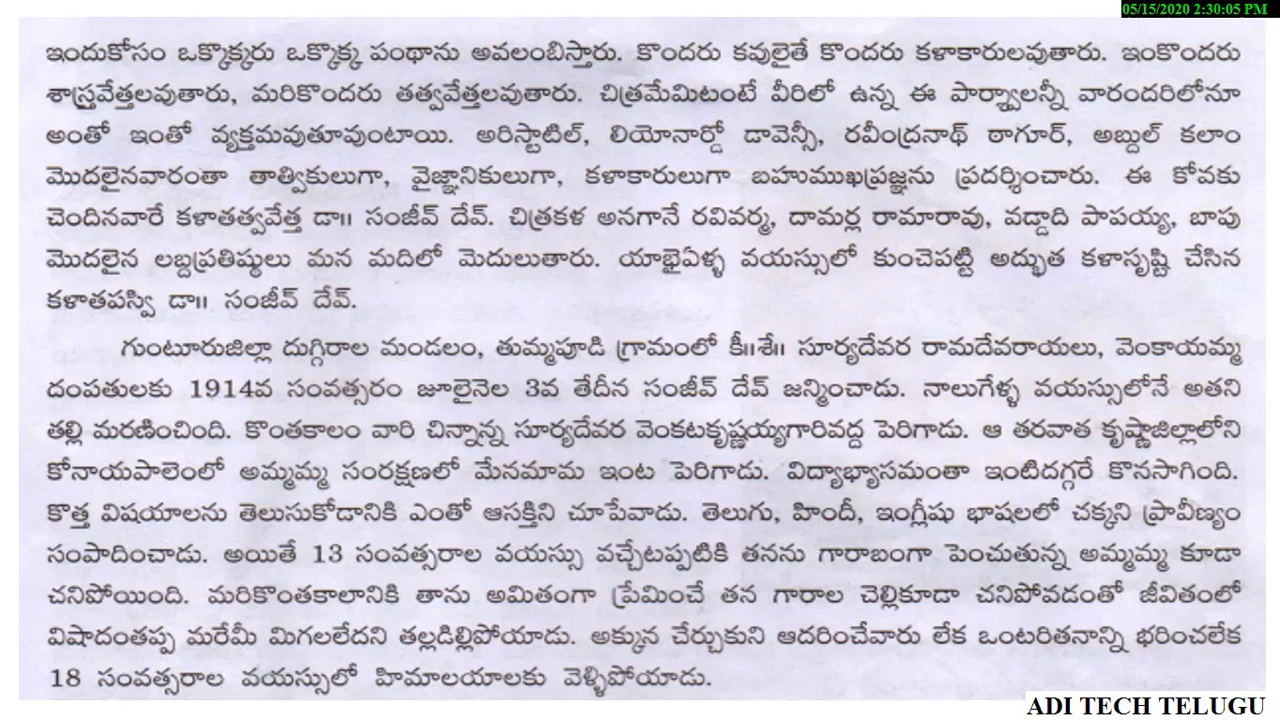 05/15/2020 2:30:05 PM
ఇందుకోసం ఒక్కొక్కరు ఒక్కొక్క పంథాను అవలంబిస్తారు. కొందరు కవులైతే కొందరు కళాకారులవుతారు. ఇంకొందరు
శాస్త్రవేత్తలవుతారు, మరికొందరు తత్వవేత్తలవుతారు. చిత్రమేమిటంటే వీరిలో ఉన్న ఈ పార్శ్వాలన్నీ వారందరిలోనూ
అంతో ఇంతో వ్యక్తమవుతూవుంటాయి. అరిస్టాటిల్, లియోనార్డో డావెన్సీ, రవీంద్రనాథ్ ఠాగూర్, అబ్దుల్ కలాం
మొదలైనవారంతా తాత్వికులుగా, వైజ్ఞానికులుగా, కళాకారులుగా బహుముఖప్రజ్ఞను ప్రదర్శించారు. ఈ కోవకు
చెందినవారే కళాతత్వవేత్త డా॥ సంజీవ్ దేవ్. చిత్రకళ అనగానే రవివర్మ, దామర్ల రామారావు, వడ్డాది పాపయ్య, బాపు
మొదలైన లబ్దప్రతిష్ఠులు మన మదిలో మెదులుతారు. యాభైఏళ్ళ వయస్సులో కుంచెపట్టి అద్భుత కళాసృష్టి చేసిన
కళాతపస్వి డా॥ సంజీవ్ దేవ్.
గుంటూరుజిల్లా దుగ్గిరాల మండలం, తుమ్మపూడి గ్రామంలో కీ॥శే॥ సూర్యదేవర రామదేవరాయలు, వెంకాయమ్మ
దంపతులకు 1914వ సంవత్సరం జూలైనెల 3వ తేదీన సంజీవ్ దేవ్ జన్మించాడు. నాలుగేళ్ళ వయస్సులోనే అతని
తల్లి మరణించింది. కొంతకాలం వారి చిన్నాన్న సూర్యదేవర వెంకటకృష్ణయ్యగారివద్ద పెరిగాడు. ఆ తరవాత కృష్ణాజిల్లాలోని
కోనాయపాలెంలో అమ్మమ్మ సంరక్షణలో మేనమామ ఇంట పెరిగాడు. విద్యాభ్యాసమంతా ఇంటిదగ్గరే కొనసాగింది.
కొత్త విషయాలను తెలుసుకోడానికి ఎంతో ఆసక్తిని చూపేవాడు. తెలుగు, హిందీ, ఇంగ్లీషు భాషలలో చక్కని ప్రావీణ్యం
సంపాదించాడు. అయితే 13 సంవత్సరాల వయస్సు వచ్చేటప్పటికి తనను గారాబంగా పెంచుతున్న అమ్మమ్మ కూడా
చనిపోయింది. మరికొంతకాలానికి తాను అమితంగా ప్రేమించే తన గారాల చెల్లికూడా చనిపోవడంతో జీవితంలో
విషాదంతప్ప మరేమీ మిగలలేదని తల్లడిల్లిపోయాడు. అక్కున చేర్చుకుని ఆదరించేవారు లేక ఒంటరితనాన్ని భరించలేక
18 సంవత్సరాల వయస్సులో హిమాలయాలకు వెళ్ళిపోయాడు.
ADI TECH TELUGU